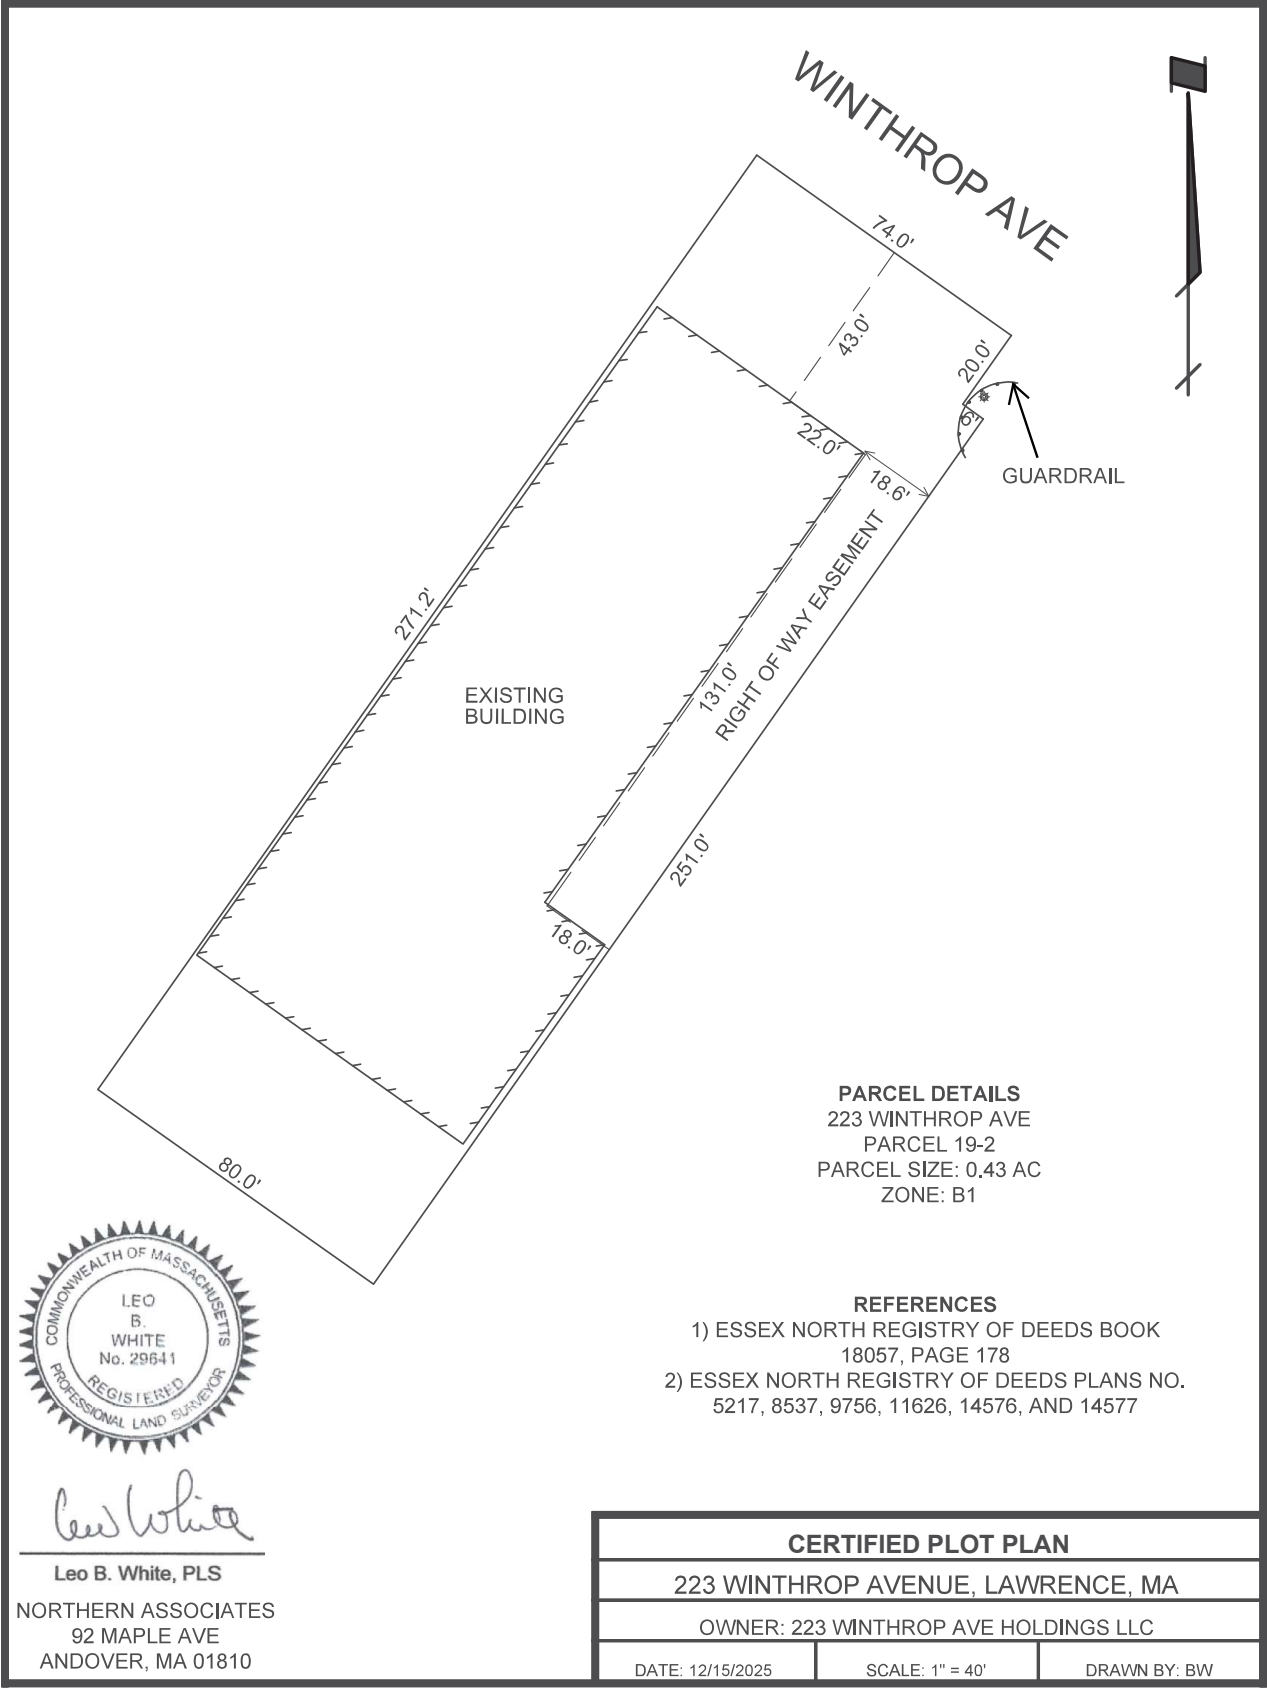 WINTHROP AVE
74.0'
43.0'
20.0'
6'
22.0'
18.6'
GUARDRAIL
RIGHT OF WAY EASEMENT
271.2'
131.0'
EXISTING
BUILDING
251.0'
18.0'
80.0'
PARCEL DETAILS
223 WINTHROP AVE
PARCEL 19-2
PARCEL SIZE: 0.43 AC
ZONE: B1
REFERENCES
1) ESSEX NORTH REGISTRY OF DEEDS BOOK
18057, PAGE 178
2) ESSEX NORTH REGISTRY OF DEEDS PLANS NO.
5217, 8537, 9756, 11626, 14576, AND 14577
COMMONWEALTH OF MASSACHUSETTS
LEO
B.
WHITE
No. 29641
REGISTERED
PROFESSIONAL LAND SURVEYOR
Leo White
Leo B. White, PLS
NORTHERN ASSOCIATES
92 MAPLE AVE
ANDOVER, MA 01810
CERTIFIED PLOT PLAN
223 WINTHROP AVENUE, LAWRENCE, MA
OWNER: 223 WINTHROP AVE HOLDINGS LLC
DATE: 12/15/2025
SCALE: 1" = 40'
DRAWN BY: BW